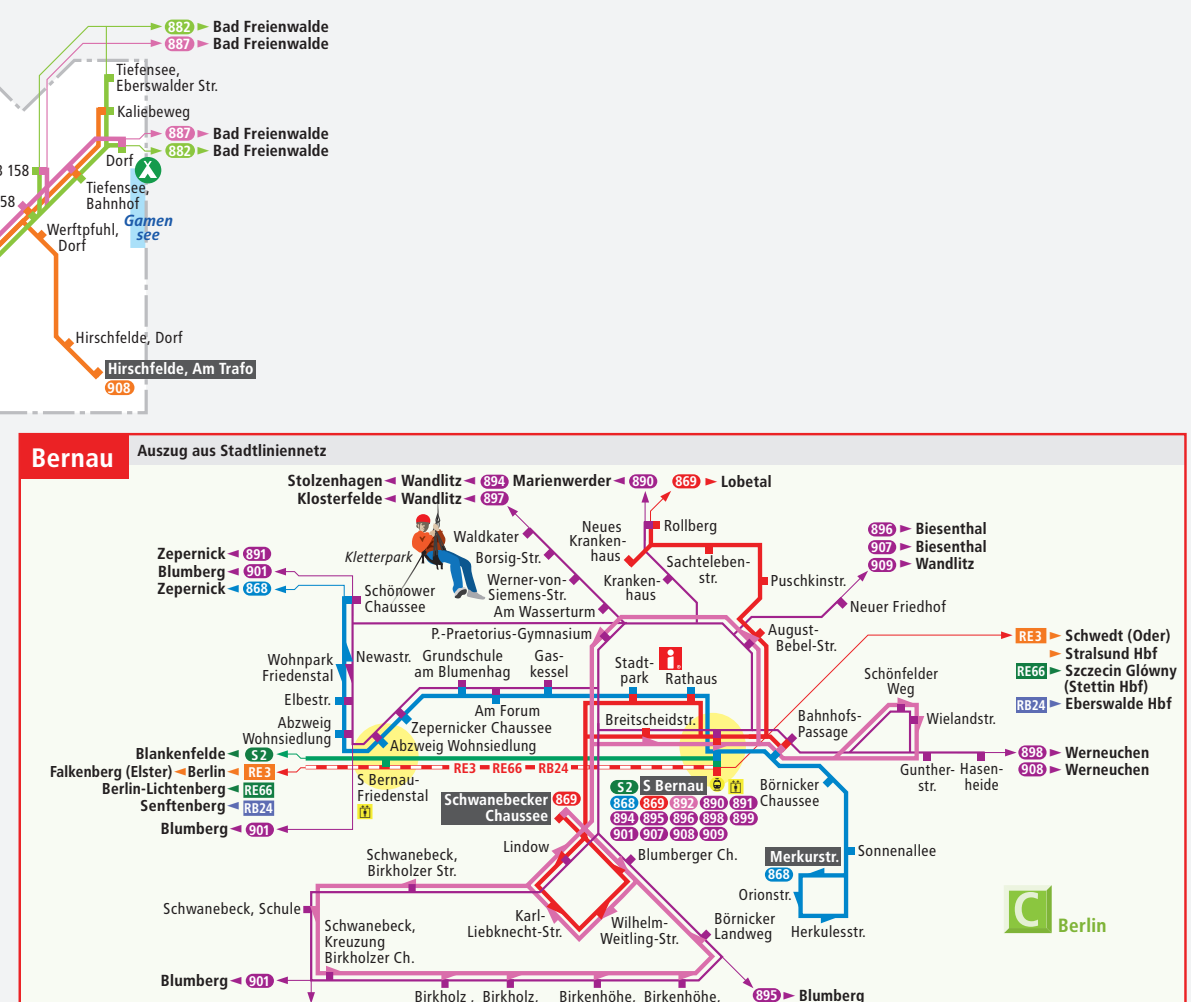 882 Bad Freienwalde
887 Bad Freienwalde
Tiefensee,
Eberswalder Str.
Kaliebeweg
887 Bad Freienwalde
882 Bad Freienwalde
Dorf
158
58
Tiefensee,
Bahnhof
Gamen
see
Werftpfuhl,
Dorf
Hirschfelde, Dorf
Hirschfelde, Am Trafo
908
Bernau
Auszug aus Stadtliniennetz
Stolzenhagen Wandlitz 894 Marienwerder 890 869 Lobetal
Klosterfelde Wandlitz 897
Waldkater
Neues
Kranken-
haus
Rollberg
896 Biesenthal
907 Biesenthal
909 Wandlitz
Kletterpark
Borsig-Str.
Sachteleben-
str.
Zepernick 891
Blumberg 901
Zepernick 868
Schönower
Chaussee
Werner-von-
Siemens-Str.
Kranken-
haus
Puschkinstr.
Am Wasserturm
Neuer Friedhof
P.-Praetorius-Gymnasium
August-
Bebel-Str.
RE3 Schwedt (Oder)
Stralsund Hbf
RE66 Szczecin Glówny
(Stettin Hbf)
RB24 Eberswalde Hbf
Wohnpark
Friedenstal
Newastr.
Grundschule
am Blumenhag
Gas-
kessel
Stadt-
park
i
Rathaus
Schönfelder
Weg
Elbestr.
Am Forum
Zepernicker Chaussee
Breitscheidstr.
Bahnhofs-
Passage
Wielandstr.
Abzweig
Wohnsiedlung
Abzweig Wohnsiedlung
Blankenfelde S2
Falkenberg (Elster) Berlin RE3
Berlin-Lichtenberg RE66
Senftenberg RB24
RE3 RE66 RB24
898 Werneuchen
908 Werneuchen
S Bernau-
Friedenstal
Gunther-
str.
Hasen-
heide
Börnicker
Chaussee
Schwanebecker
Chaussee
869
S2 S Bernau
868 869 892 890 891
894 895 896 898 899
901 907 908 909
Blumberg 901
Lindow
Blumberger Ch.
Merkurstr.
868
Sonnenallee
Schwanebeck,
Birkholzer Str.
Orionstr.
Schwanebeck, Schule
Karl-
Liebknecht-Str.
Wilhelm-
Weitling-Str.
Börnicker
Landweg
Herkulesstr.
C Berlin
Schwanebeck,
Kreuzung
Birkholzer Ch.
Blumberg 901
Birkholz, Birkholz, Birkenhöhe, Birkenhöhe,
895 Blumberg